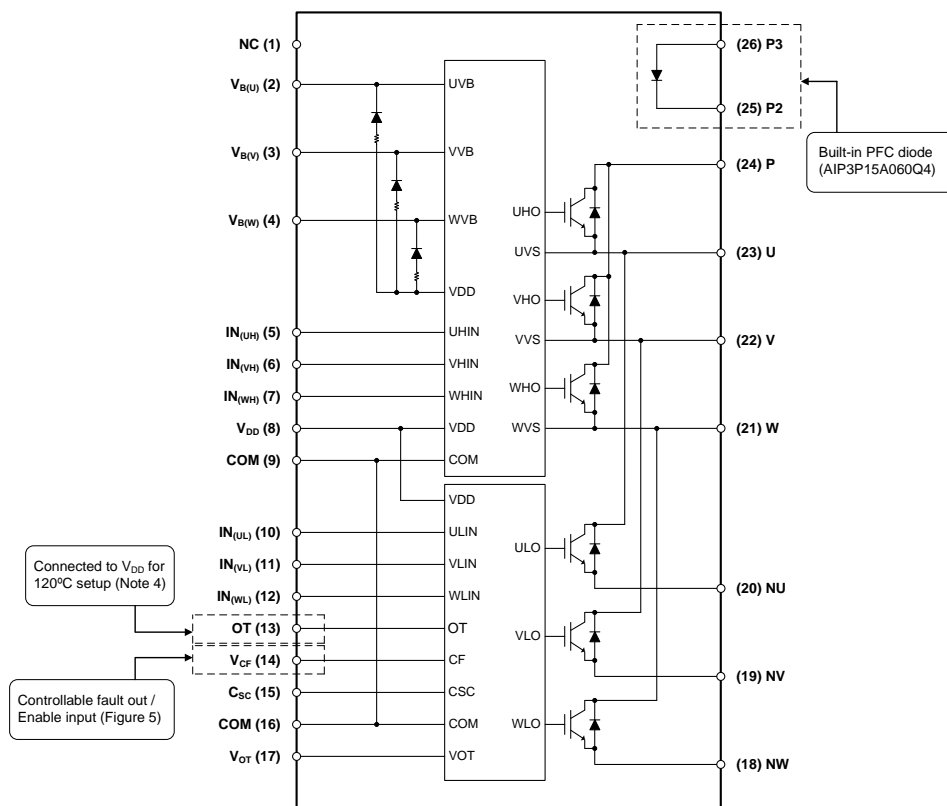 NC (1)
VB(U) (2)
VB(V) (3)
VB(W) (4)
IN(UH) (5)
IN(VH) (6)
IN(WH) (7)
VDD (8)
COM (9)
IN(UL) (10)
IN(VL) (11)
IN(WL) (12)
OT (13)
VCF (14)
CSC (15)
COM (16)
VOT (17)
Connected to VDD for
120ºC setup (Note 4)
Controllable fault out /
Enable input (Figure 5)
UVB
VVB
WVB
VDD
UHIN
VHIN
WHIN
VDD
COM
UHO
UVS
VHO
VVS
WHO
WVS
VDD
ULIN
VLIN
WLIN
OT
CF
CSC
COM
VOT
ULO
VLO
WLO
(26) P3
(25) P2
(24) P
(23) U
(22) V
(21) W
(20) NU
(19) NV
(18) NW
Built-in PFC diode
(AIP3P15A060Q4)